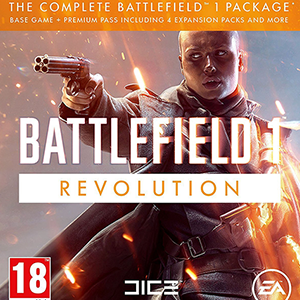 THE COMPLETE BATTLEFIELD™ 1 PACKAGE*
BASE GAME + PREMIUM PASS INCLUDING 4 EXPANSION PACKS AND MORE
BATTLEFIELD 1
REVOLUTION
18
DICE
EA